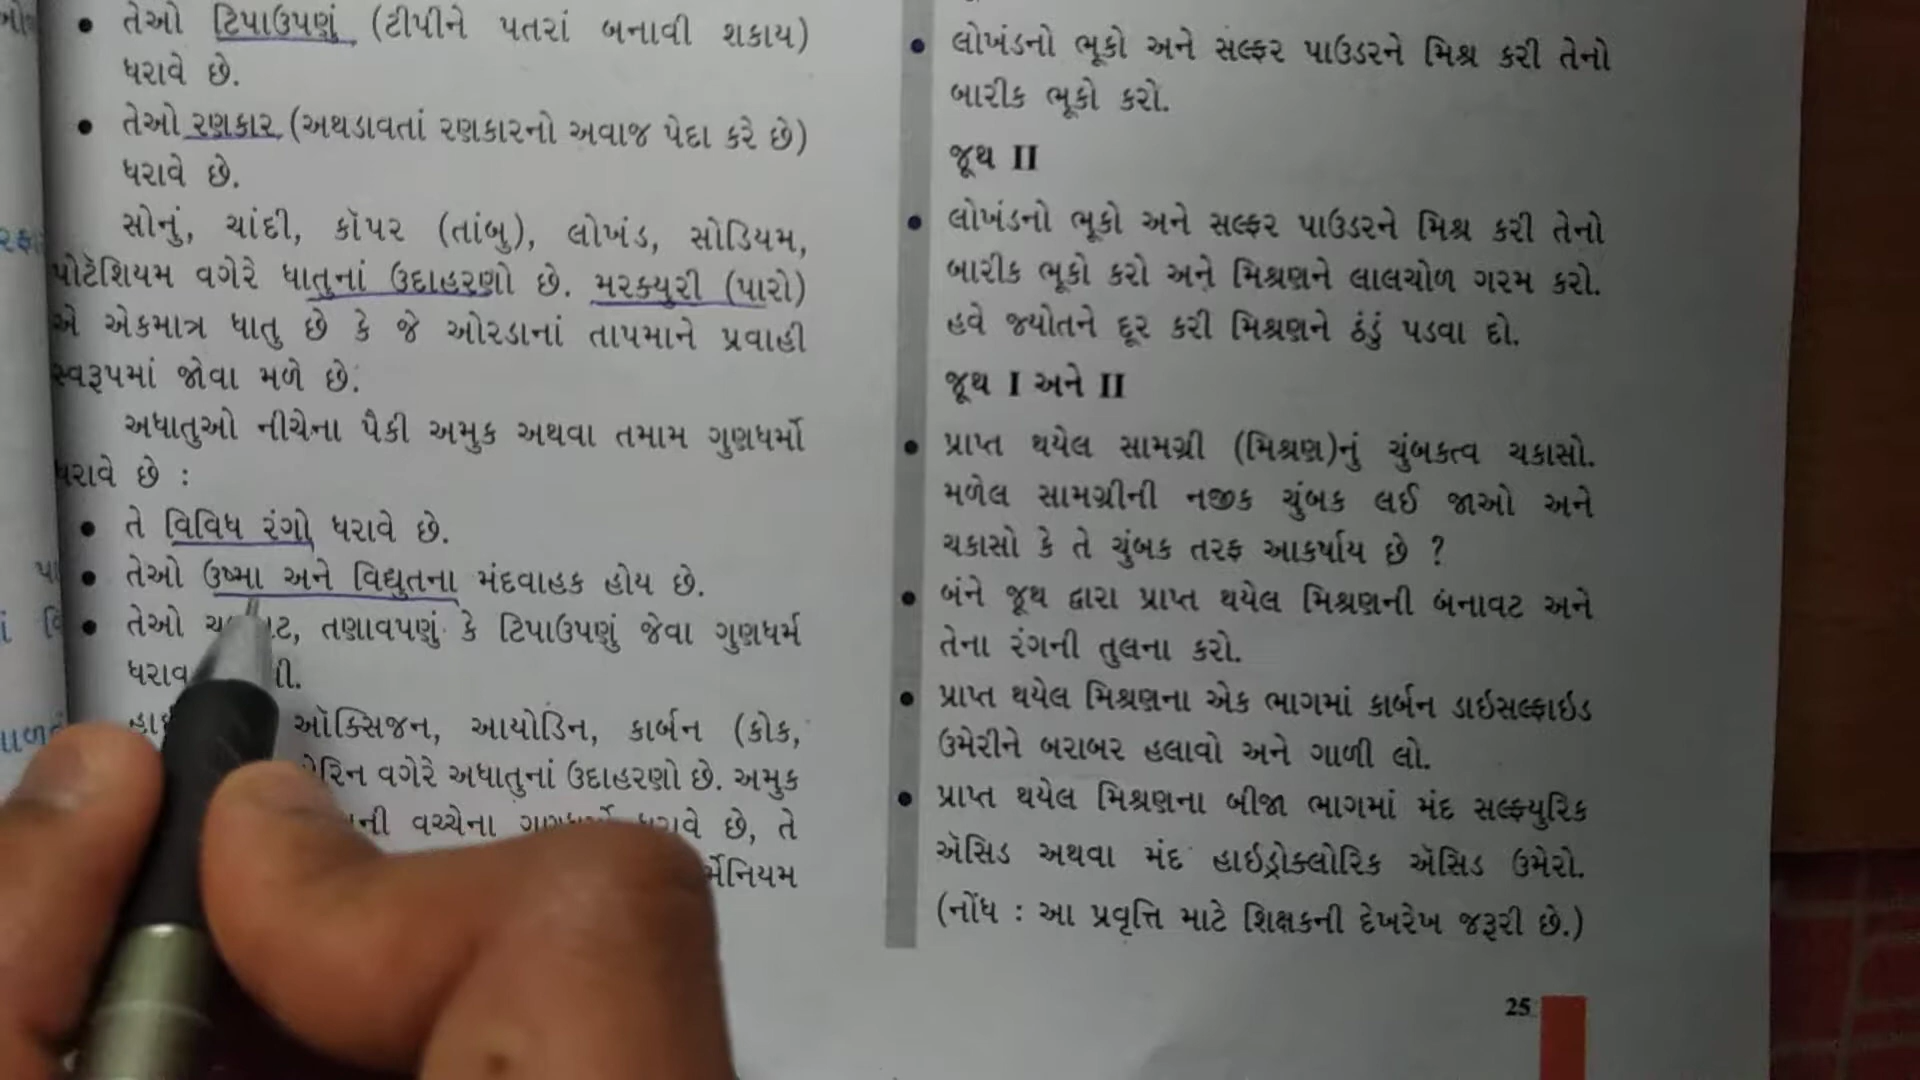 તેઓ ટિપાઉપણું (ટીપીને પતરાં બનાવી શકાય)
ધરાવે છે.
તેઓ રણકાર (અથડાવતાં રણકારનો અવાજ પેદા કરે છે)
ધરાવે છે.
સોનું, ચાંદી, કૉપર (તાંબુ), લોખંડ, સોડિયમ,
પોટૅશિયમ વગેરે ધાતુનાં ઉદાહરણો છે. મરક્યુરી (પારો)
એ એકમાત્ર ધાતુ છે કે જે ઓરડાનાં તાપમાને પ્રવાહી
સ્વરૂપમાં જોવા મળે છે.
અધાતુઓ નીચેના પૈકી અમુક અથવા તમામ ગુણધર્મો
ધરાવે છે :
તે વિવિધ રંગો ધરાવે છે.
તેઓ ઉષ્મા અને વિદ્યુતના મંદવાહક હોય છે.
તેઓ તણાવપણું કે ટિપાઉપણું જેવા ગુણધર્મ
ઑક્સિજન, આયોડિન, કાર્બન (કોક,
વગેરે અધાતુનાં ઉદાહરણો છે. અમુક
વચ્ચેના ગુણધર્મો ધરાવે છે, તે
લોખંડનો ભૂકો અને સલ્ફર પાઉડરને મિશ્ર કરી તેનો
બારીક ભૂકો કરો.
જૂથ II
લોખંડનો ભૂકો અને સલ્ફર પાઉડરને મિશ્ર કરી તેનો
બારીક ભૂકો કરો અને મિશ્રણને લાલચોળ ગરમ કરો.
હવે જ્યોતને દૂર કરી મિશ્રણને ઠંડું પડવા દો.
જૂથ I અને II
પ્રાપ્ત થયેલ સામગ્રી (મિશ્રણ)નું ચુંબકત્વ ચકાસો.
મળેલ સામગ્રીની નજીક ચુંબક લઈ જાઓ અને
ચકાસો કે તે ચુંબક તરફ આકર્ષાય છે ?
બંને જૂથ દ્વારા પ્રાપ્ત થયેલ મિશ્રણની બનાવટ અને
તેના રંગની તુલના કરો.
પ્રાપ્ત થયેલ મિશ્રણના એક ભાગમાં કાર્બન ડાઇસલ્ફાઇડ
ઉમેરીને બરાબર હલાવો અને ગાળી લો.
પ્રાપ્ત થયેલ મિશ્રણના બીજા ભાગમાં મંદ સલ્ફ્યુરિક
ઍસિડ અથવા મંદ હાઇડ્રોક્લોરિક ઍસિડ ઉમેરો.
(નોંધ : આ પ્રવૃત્તિ માટે શિક્ષકની દેખરેખ જરૂરી છે.)
25